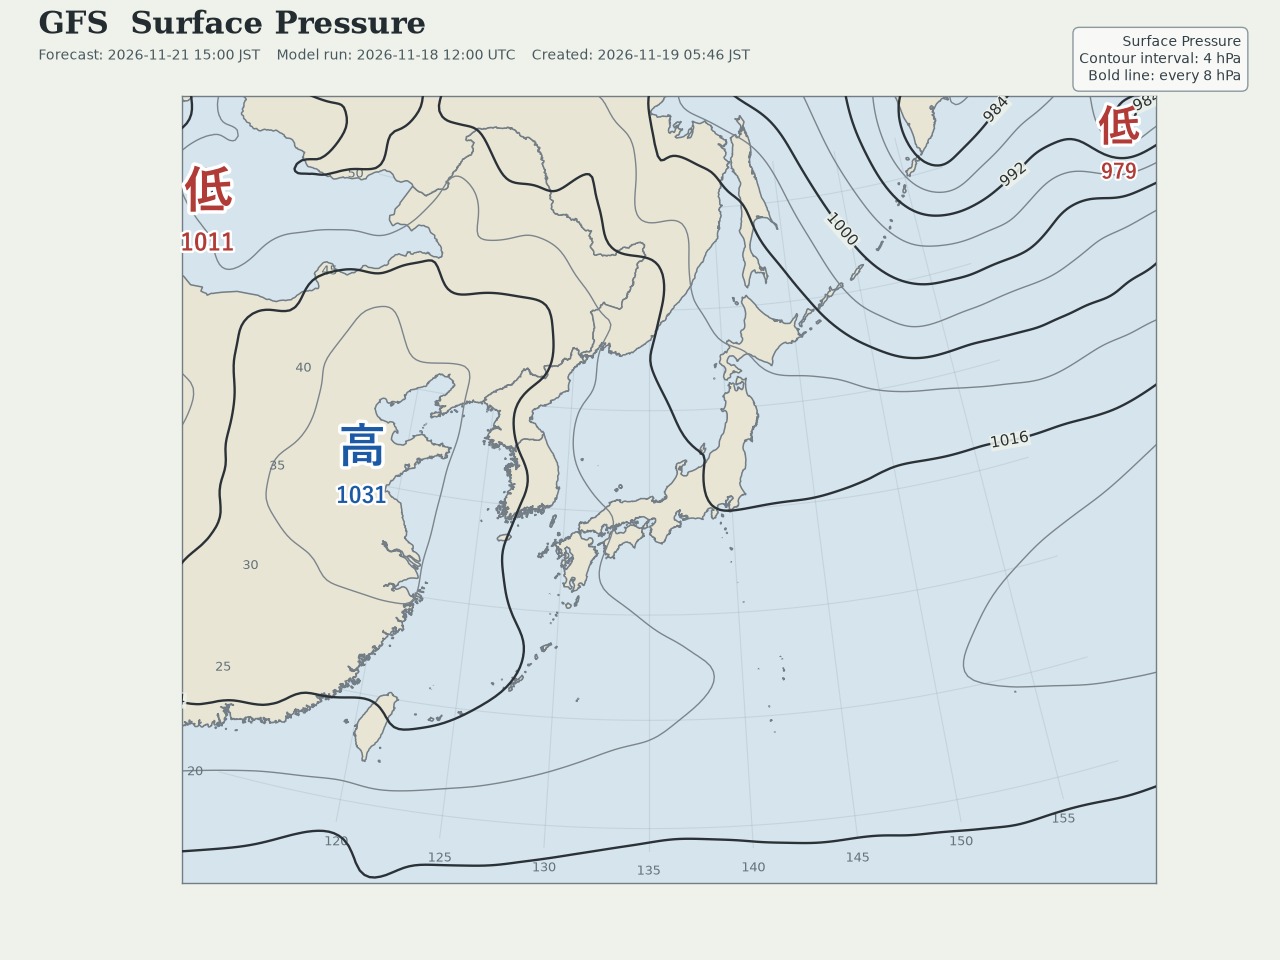 GFS  Surface Pressure
Forecast: 2026-11-21 15:00 JST    Model run: 2026-11-18 12:00 UTC    Created: 2026-11-19 05:46 JST
Surface Pressure
Contour interval: 4 hPa
Bold line: every 8 hPa
984
低
979
992
50
低
1011
1000
45
40
高
1031
1016
35
30
25
20
120
125
130
135
140
145
150
155